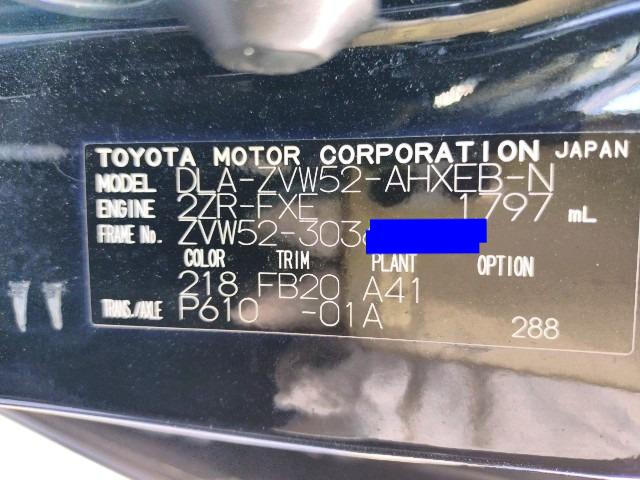 TOYOTA MOTOR CORPORATION JAPAN
MODEL DLA-ZVW52-AHXEB-N
ENGINE 2ZR-FXE 1797 mL
FRAME No. ZVW52-303
COLOR TRIM PLANT OPTION
218 FB20 A41
TRANS./AXLE P610 -01A
288